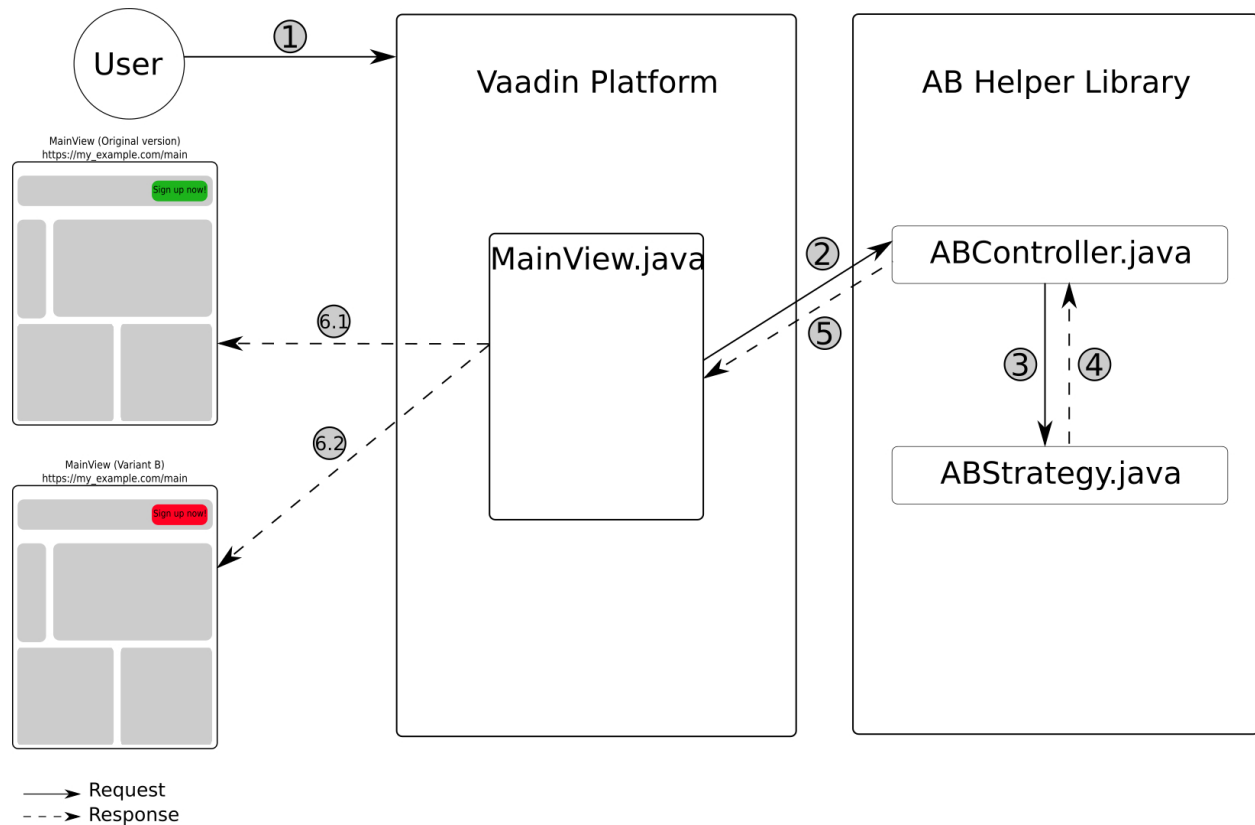 User
1
Vaadin Platform
AB Helper Library
MainView (Original version)
https://my_example.com/main
Sign up now!
MainView.java
2
ABController.java
5
6.1
3
4
6.2
MainView (Variant B)
https://my_example.com/main
Sign up now!
ABStrategy.java
Request
Response